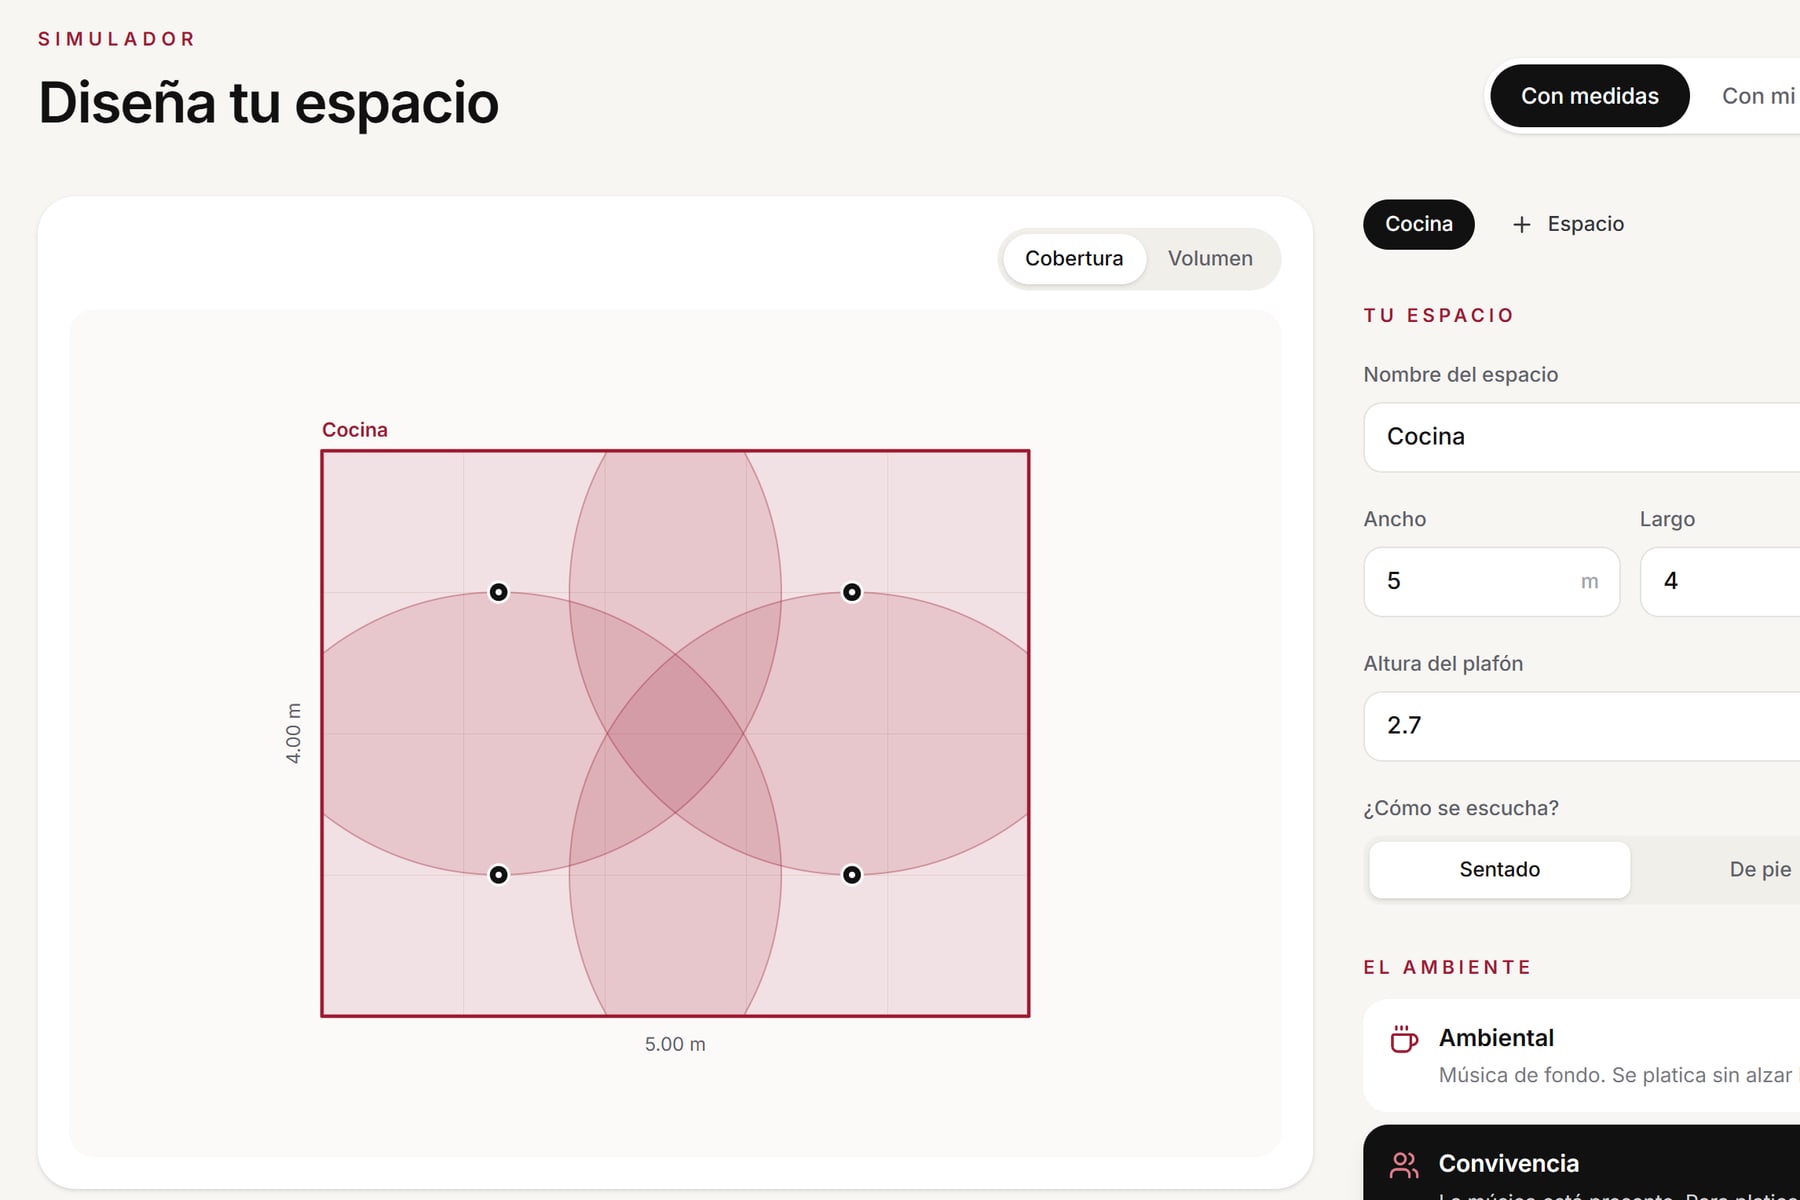 SIMULADOR
Diseña tu espacio
Con medidas
Con mi
Cobertura
Volumen
Cocina
4.00 m
5.00 m
Cocina
+ Espacio
TU ESPACIO
Nombre del espacio
Cocina
Ancho
Largo
5 m
4
Altura del plafón
2.7
¿Cómo se escucha?
Sentado
De pie
EL AMBIENTE
Ambiental
Música de fondo. Se platica sin alzar
Convivencia